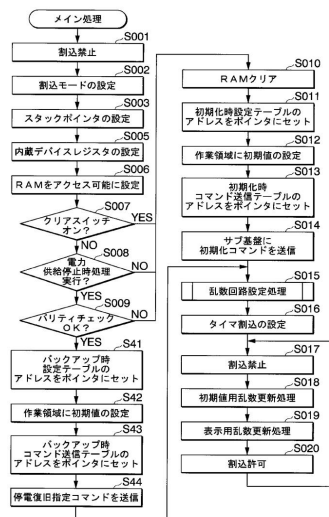 メイン処理
S001
割込禁止
S002
割込モードの設定
S003
スタックポインタの設定
S005
内蔵デバイスレジスタの設定
S006
RAMをアクセス可能に設定
S007
クリアスイッチ
オン?
YES
NO
S008
電力
供給停止時処理
実行?
NO
YES
S009
パリティチェック
OK?
NO
YES
S41
バックアップ時
設定テーブルの
アドレスをポインタにセット
S42
作業領域に初期値の設定
S43
バックアップ時
コマンド送信テーブルの
アドレスをポインタにセット
S44
停電復旧指定コマンドを送信
S010
RAMクリア
S011
初期化時設定テーブルの
アドレスをポインタにセット
S012
作業領域に初期値の設定
S013
初期化時
コマンド送信テーブルの
アドレスをポインタにセット
S014
サブ基盤に
初期化コマンドを送信
S015
乱数回路設定処理
S016
タイマ割込の設定
S017
割込禁止
S018
初期値用乱数更新処理
S019
表示用乱数更新処理
S020
割込許可